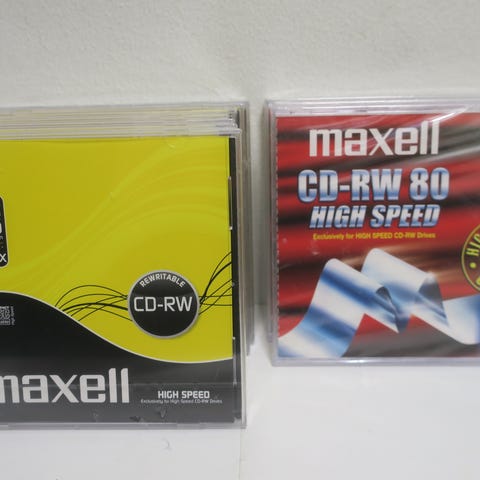 REWRITABLE
CD-RW
maxell
HIGH SPEED
Exclusively for High Speed CD-RW Drives
maxell
CD-RW 80
HIGH SPEED
Exclusively for HIGH SPEED CD-RW Drives